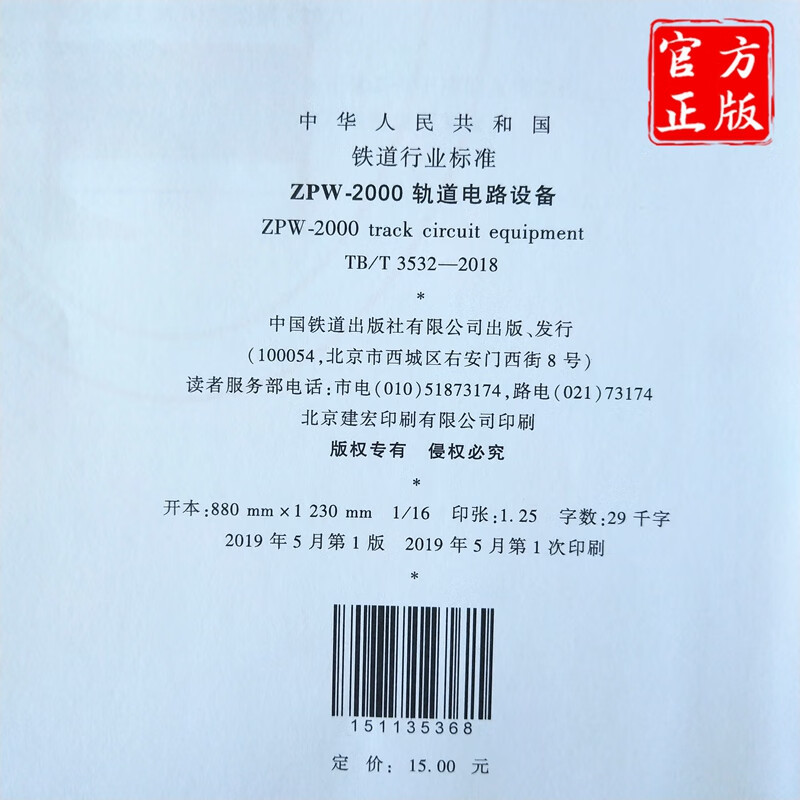 官方
正版
中华人民共和国
铁道行业标准
ZPW-2000 轨道电路设备
ZPW-2000 track circuit equipment
TB/T 3532—2018
*
中国铁道出版社有限公司出版、发行
(100054,北京市西城区右安门西街8号)
读者服务部电话:市电(010)51873174,路电(021)73174
北京建宏印刷有限公司印刷
版权专有 侵权必究
*
开本:880 mm×1 230 mm 1/16 印张:1.25 字数:29千字
2019年5月第1版 2019年5月第1次印刷
*
151135368
定 价: 15.00 元